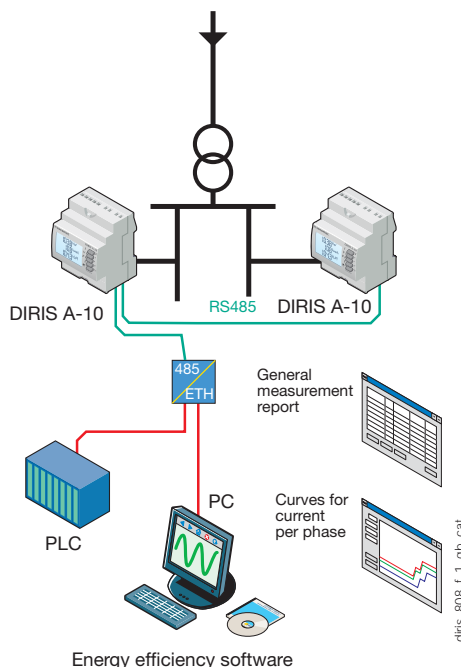 DIRIS A-10
RS485
DIRIS A-10
485
ETH
General
measurement
report
PLC
PC
Curves for
current
per phase
Energy efficiency software
diris_808_f_1_gb_cat